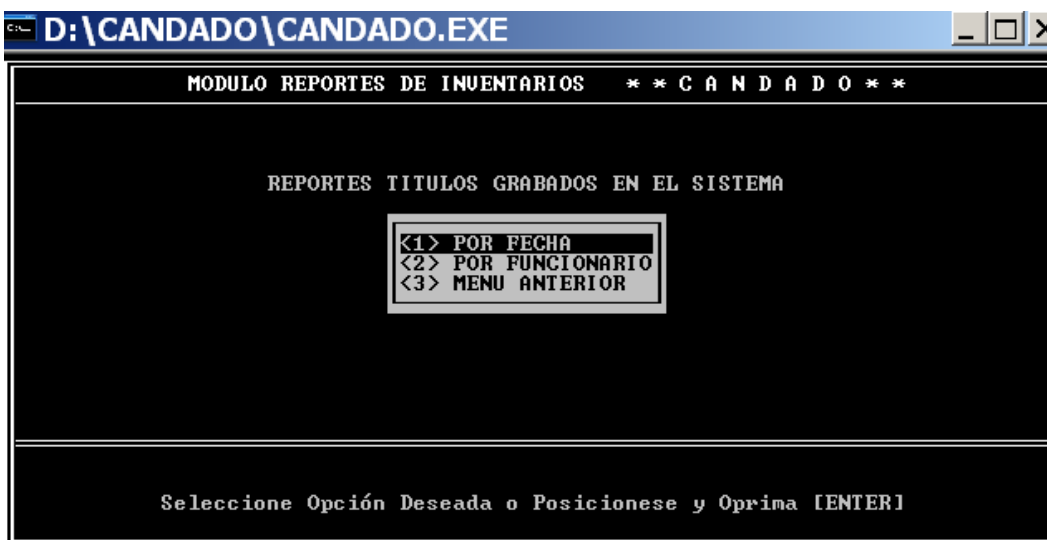 D:\CANDADO\CANDADO.EXE
MODULO REPORTES DE INVENTARIOS * * C A N D A D O * *
REPORTES TITULOS GRABADOS EN EL SISTEMA
<1> POR FECHA
<2> POR FUNCIONARIO
<3> MENU ANTERIOR
Seleccione Opción Deseada o Posicionese y Oprima [ENTER]